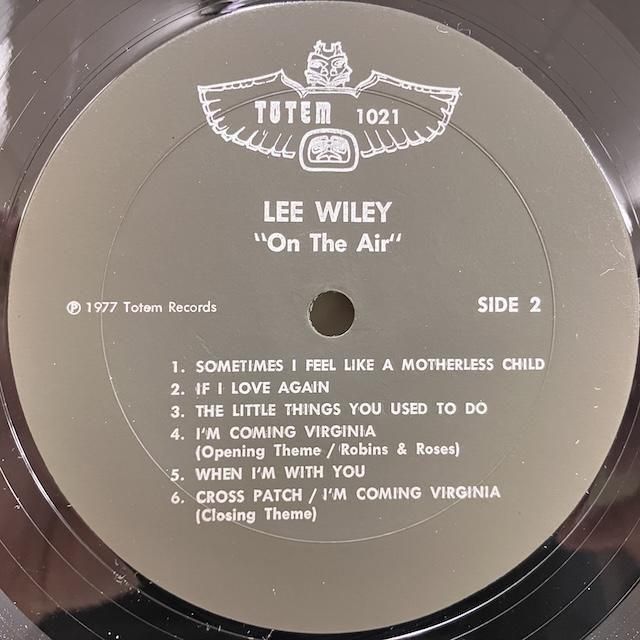 TOTEM 1021
LEE WILEY
"On The Air"
℗ 1977 Totem Records
SIDE 2
1. SOMETIMES I FEEL LIKE A MOTHERLESS CHILD
2. IF I LOVE AGAIN
3. THE LITTLE THINGS YOU USED TO DO
4. I'M COMING VIRGINIA
(Opening Theme / Robins & Roses)
5. WHEN I'M WITH YOU
6. CROSS PATCH / I'M COMING VIRGINIA
(Closing Theme)